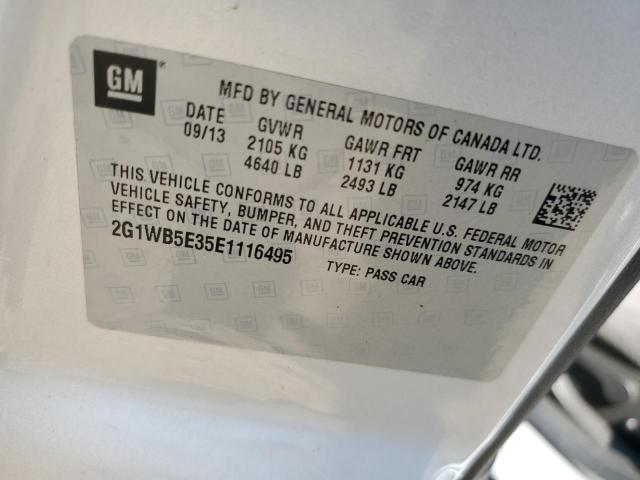 GM
MFD BY GENERAL MOTORS OF CANADA LTD.
DATE GVWR GAWR FRT GAWR RR
09/13 2105 KG 1131 KG 974 KG
4640 LB 2493 LB 2147 LB
THIS VEHICLE CONFORMS TO ALL APPLICABLE U.S. FEDERAL MOTOR
VEHICLE SAFETY, BUMPER, AND THEFT PREVENTION STANDARDS IN
EFFECT ON THE DATE OF MANUFACTURE SHOWN ABOVE.
2G1WB5E35E1116495 TYPE: PASS CAR